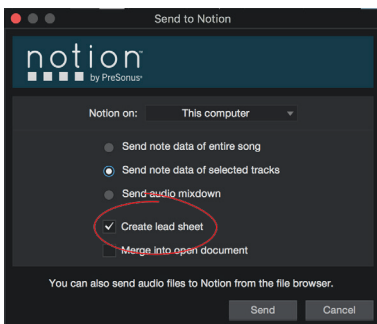 Send to Notion
notion™
by PreSonus®
Notion on: This computer
Send note data of entire song
Send note data of selected tracks
Send audio mixdown
Create lead sheet
Merge into open document
You can also send audio files to Notion from the file browser.
Send Cancel